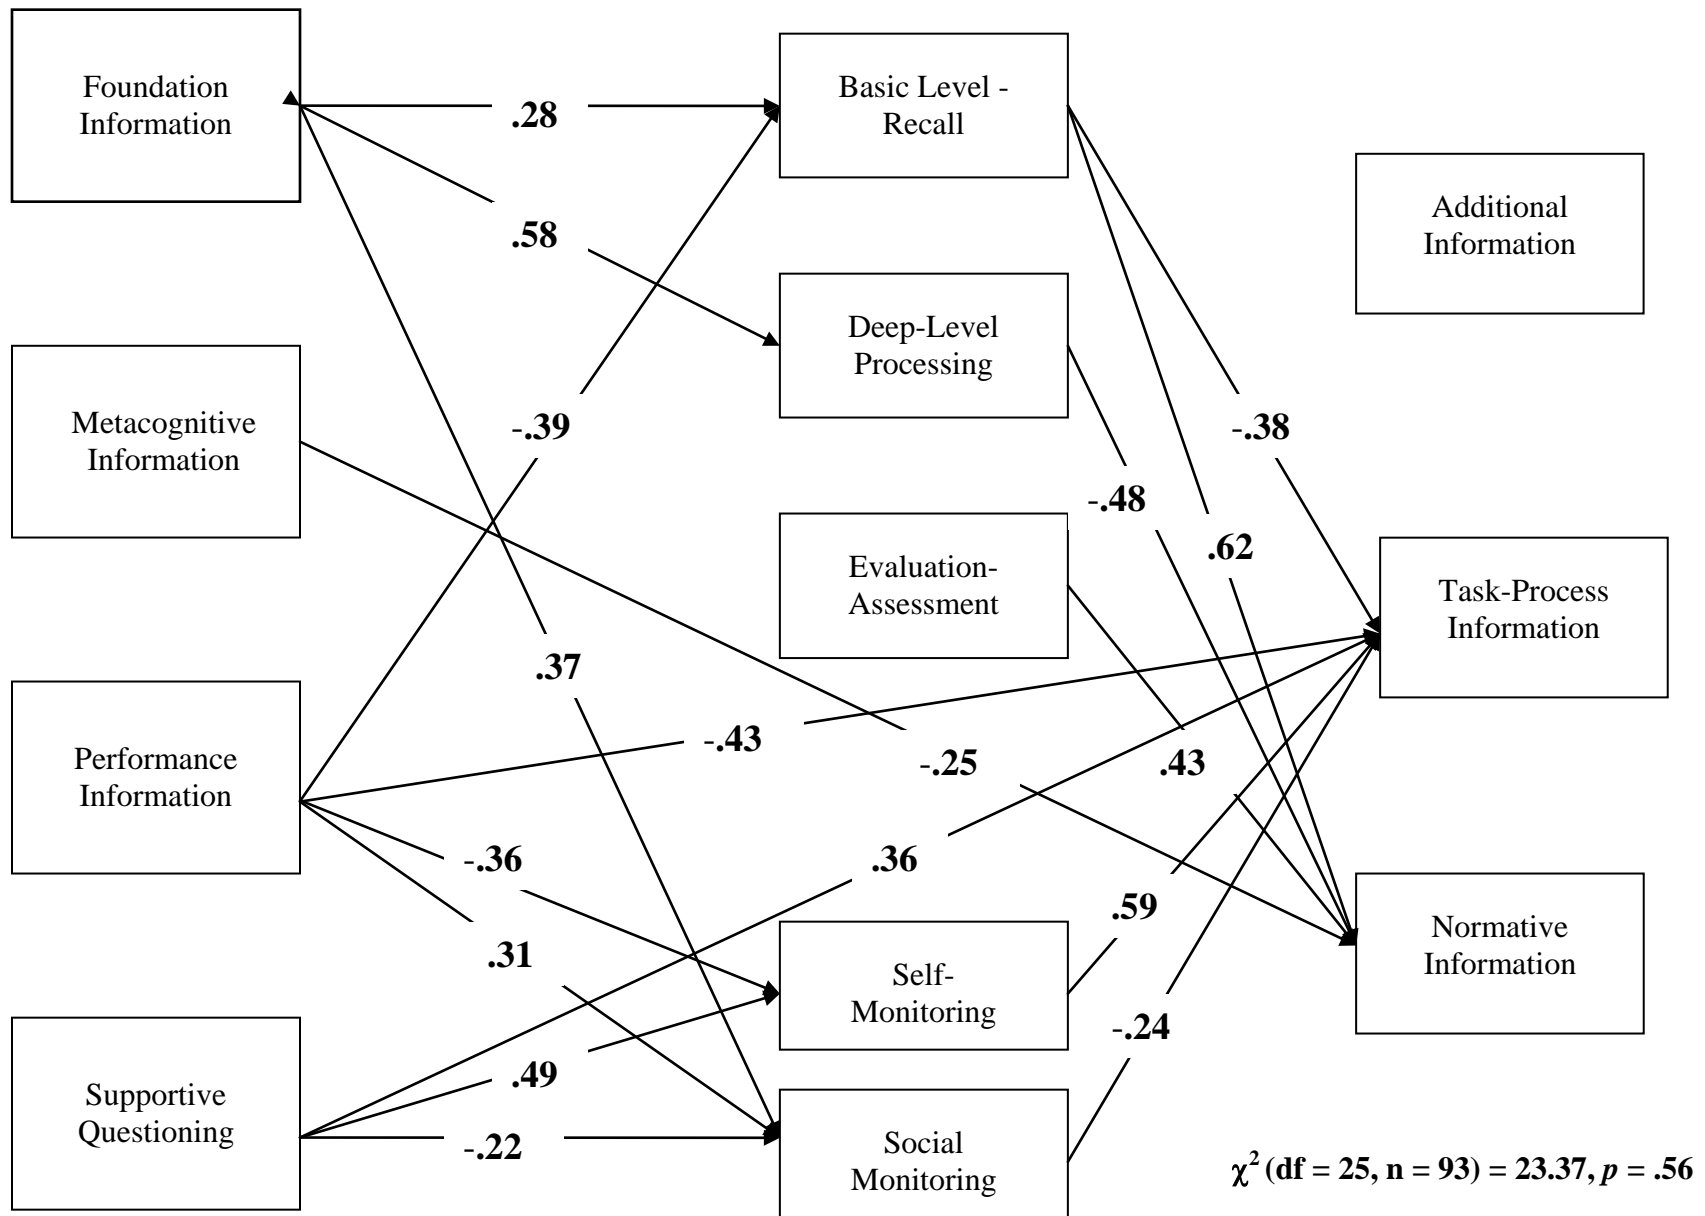 Foundation
Information
Metacognitive
Information
Performance
Information
Supportive
Questioning
.28
.58
-.39
.37
-.43
-.25
-.36
.36
.31
.49
-.22
Basic Level -
Recall
Deep-Level
Processing
Evaluation-
Assessment
Self-
Monitoring
Social
Monitoring
-.38
-.48
.62
.43
.59
-.24
Additional
Information
Task-Process
Information
Normative
Information
χ² (df = 25, n = 93) = 23.37, p = .56